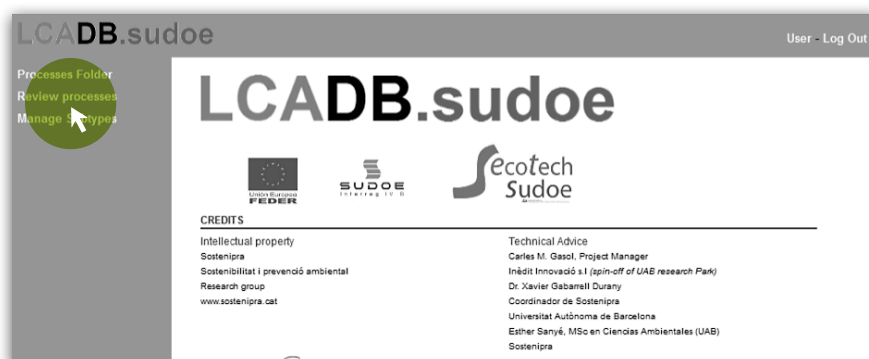 LCADB.sudoe
User - Log Out
Processes Folder
Review processes
Manage Subtypes
LCADB.sudoe
Unión Europea
FEDER
SUDOE
Interreg IV B
ecotech
Sudoe
CREDITS
Intellectual property
Sostenipra
Sostenibilitat i prevenció ambiental
Research group
www.sostenipra.cat
Technical Advice
Carles M. Gasol, Project Manager
Inèdit Innovació s.l (spin-off of UAB research Park)
Dr. Xavier Gabarrell Durany
Coordinador de Sostenipra
Universitat Autònoma de Barcelona
Esther Sanyé, MSc en Ciencias Ambientales (UAB)
Sostenipra